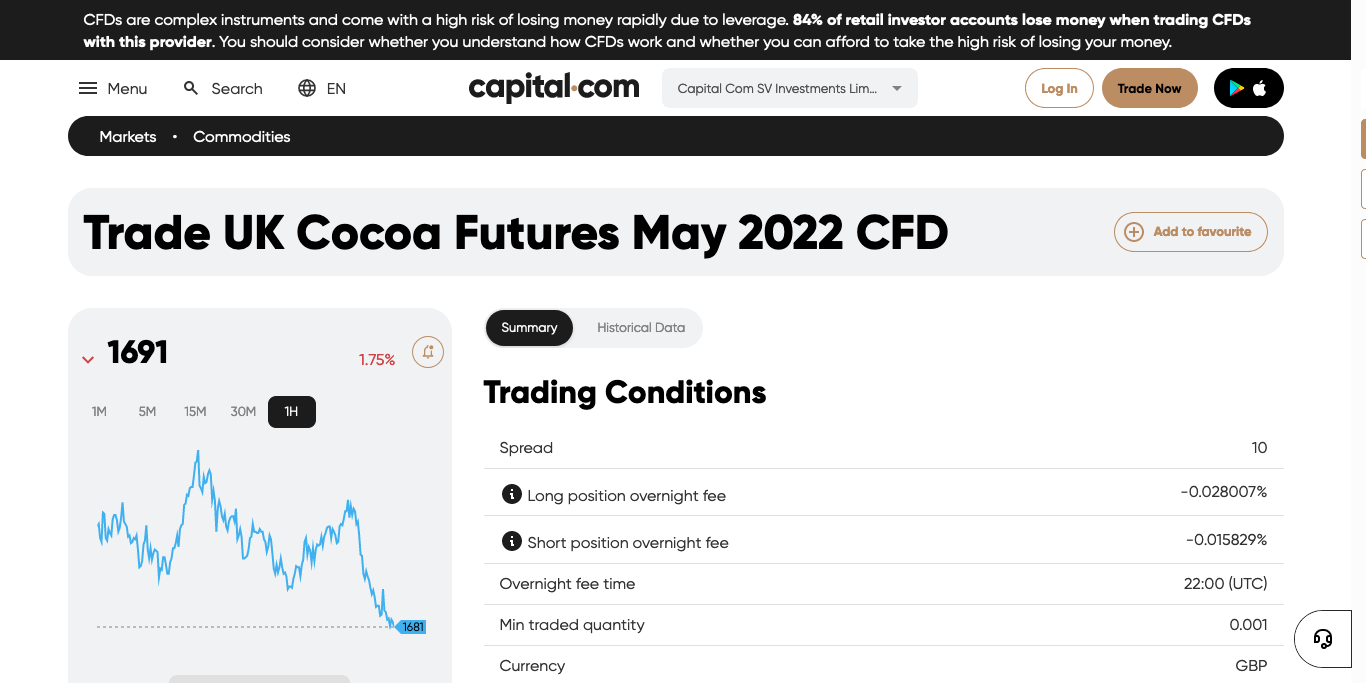 CFDs are complex instruments and come with a high risk of losing money rapidly due to leverage. 84% of retail investor accounts lose money when trading CFDs
with this provider. You should consider whether you understand how CFDs work and whether you can afford to take the high risk of losing your money.
Menu Search EN capital.com Capital Com SV Investments Lim... Log In Trade Now
Markets • Commodities
Trade UK Cocoa Futures May 2022 CFD Add to favourite
1691 1.75%
1M 5M 15M 30M 1H
1681
Summary Historical Data
Trading Conditions
Spread 10
Long position overnight fee -0.028007%
Short position overnight fee -0.015829%
Overnight fee time 22:00 (UTC)
Min traded quantity 0.001
Currency GBP